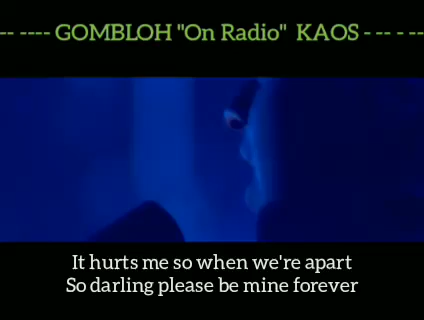 -- ---- GOMBLOH "On Radio" KAOS - -- - --
It hurts me so when we're apart
So darling please be mine forever